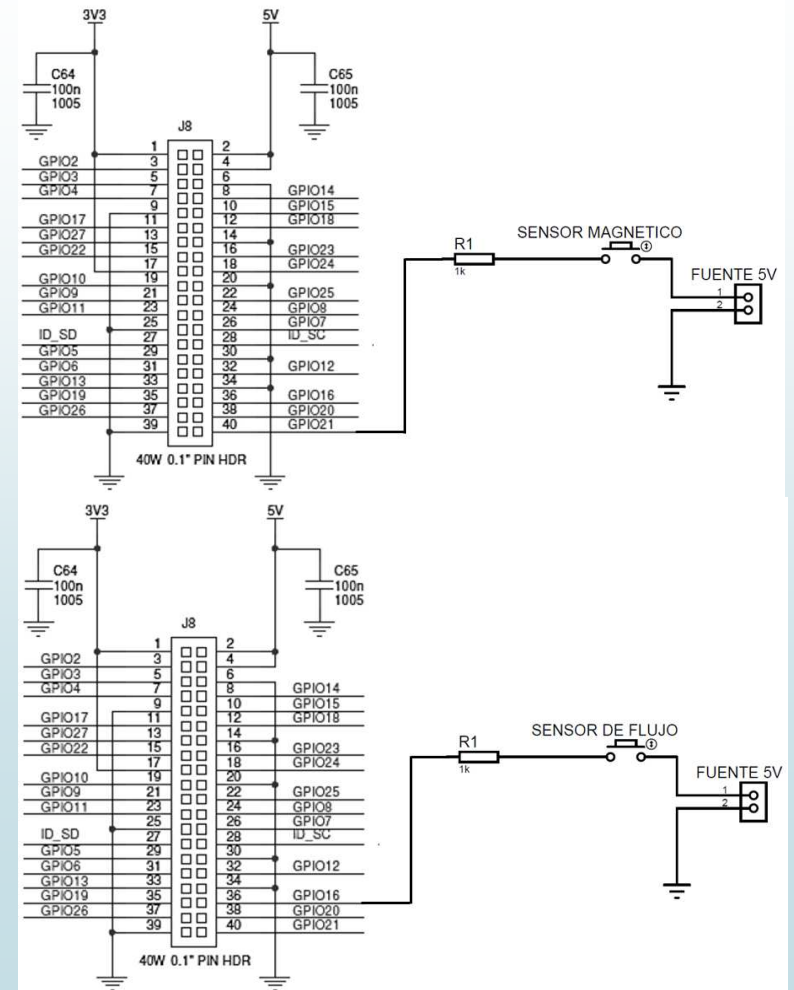 3V3 5V
C64
100n
1005
C65
100n
1005
J8
1 2
GPIO2 3 4
GPIO3 5 6
GPIO4 7 8 GPIO14
9 10 GPIO15
GPIO17 11 12 GPIO18
GPIO27 13 14
GPIO22 15 16 GPIO23
17 18 GPIO24
GPIO10 19 20
GPIO9 21 22 GPIO25
GPIO11 23 24 GPIO8
25 26 GPIO7
ID_SD 27 28 ID_SC
GPIO5 29 30
GPIO6 31 32 GPIO12
GPIO13 33 34
GPIO19 35 36 GPIO16
GPIO26 37 38 GPIO20
39 40 GPIO21
40W 0.1" PIN HDR
R1
1k
SENSOR MAGNETICO
FUENTE 5V
1
2
3V3 5V
C64
100n
1005
C65
100n
1005
J8
1 2
GPIO2 3 4
GPIO3 5 6
GPIO4 7 8 GPIO14
9 10 GPIO15
GPIO17 11 12 GPIO18
GPIO27 13 14
GPIO22 15 16 GPIO23
17 18 GPIO24
GPIO10 19 20
GPIO9 21 22 GPIO25
GPIO11 23 24 GPIO8
25 26 GPIO7
ID_SD 27 28 ID_SC
GPIO5 29 30
GPIO6 31 32 GPIO12
GPIO13 33 34
GPIO19 35 36 GPIO16
GPIO26 37 38 GPIO20
39 40 GPIO21
40W 0.1" PIN HDR
R1
1k
SENSOR DE FLUJO
FUENTE 5V
1
2